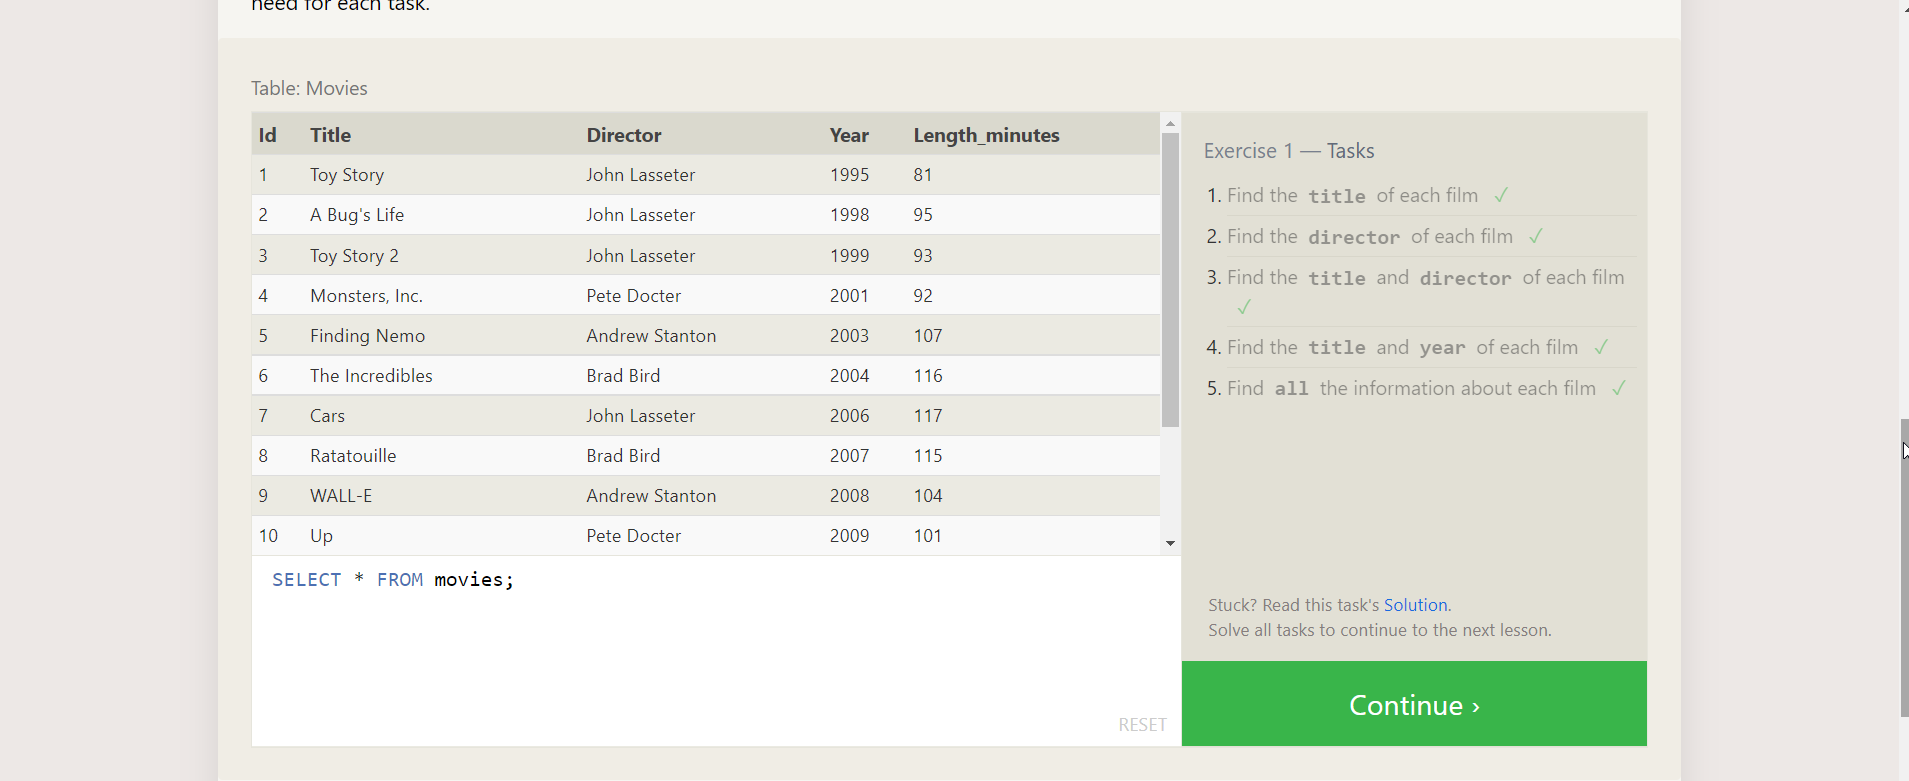 need for each task.
Table: Movies
Id Title Director Year Length_minutes
1 Toy Story John Lasseter 1995 81
2 A Bug's Life John Lasseter 1998 95
3 Toy Story 2 John Lasseter 1999 93
4 Monsters, Inc. Pete Docter 2001 92
5 Finding Nemo Andrew Stanton 2003 107
6 The Incredibles Brad Bird 2004 116
7 Cars John Lasseter 2006 117
8 Ratatouille Brad Bird 2007 115
9 WALL-E Andrew Stanton 2008 104
10 Up Pete Docter 2009 101
SELECT * FROM movies;
RESET
Exercise 1 — Tasks
1. Find the title of each film ✓
2. Find the director of each film ✓
3. Find the title and director of each film
✓
4. Find the title and year of each film ✓
5. Find all the information about each film ✓
Stuck? Read this task's Solution.
Solve all tasks to continue to the next lesson.
Continue ›